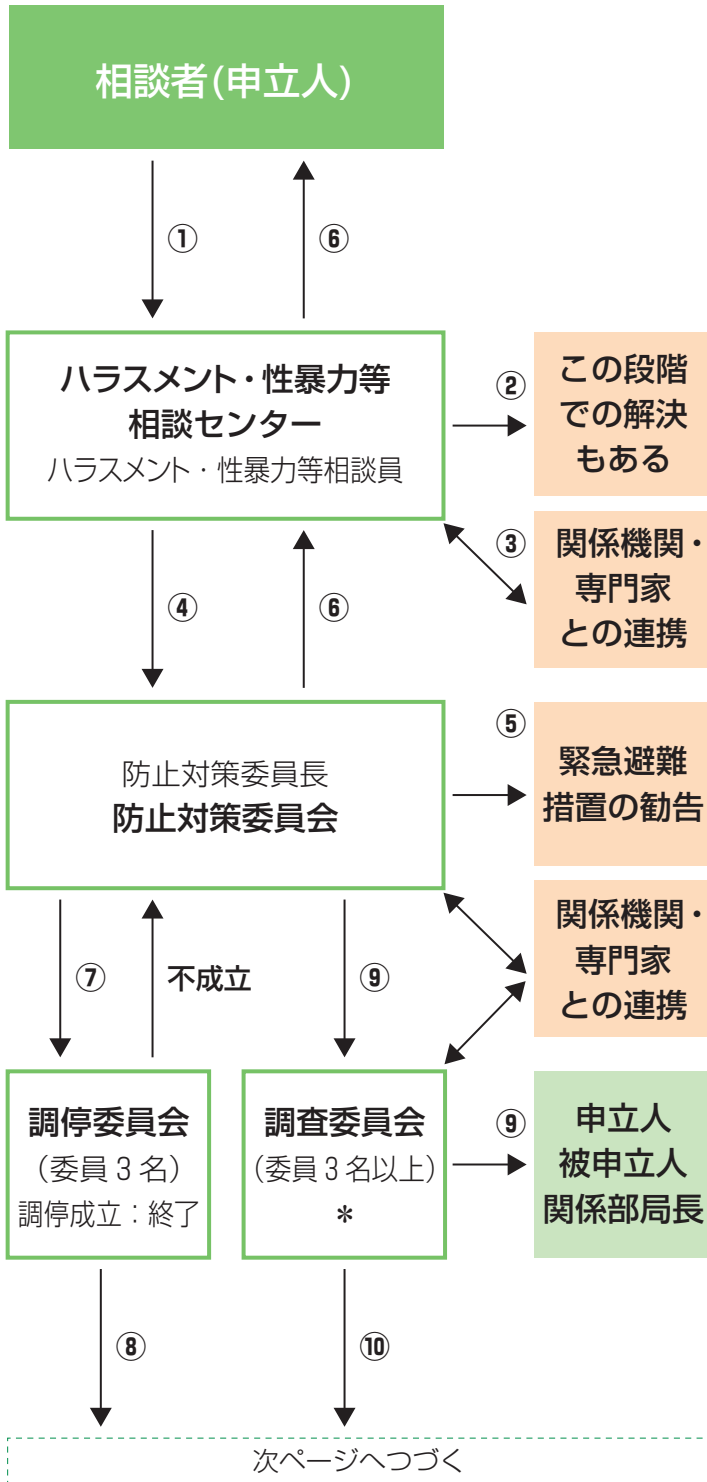 相談者(申立人)
①
⑥
ハラスメント・性暴力等
相談センター
ハラスメント・性暴力等相談員
②
この段階
での解決
もある
③
関係機関・
専門家
との連携
④
⑥
防止対策委員長
防止対策委員会
⑤
緊急避難
措置の勧告
関係機関・
専門家
との連携
⑦
不成立
⑨
調停委員会
（委員3名）
調停成立：終了
調査委員会
（委員3名以上）
＊
⑨
申立人
被申立人
関係部局長
⑧
⑩
次ページへつづく